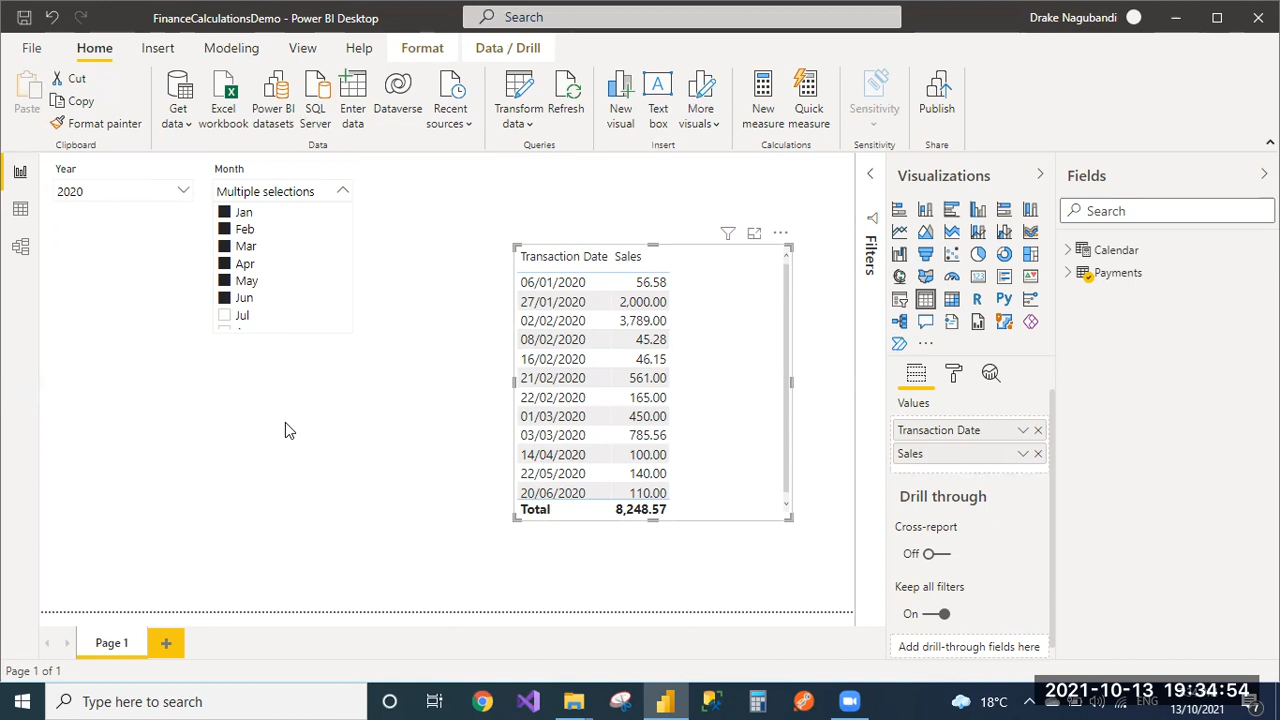 FinanceCalculationsDemo - Power BI Desktop
Search
Drake Nagubandi
File
Home
Insert
Modeling
View
Help
Format
Data / Drill
Paste
Cut
Copy
Format painter
Get data
Excel workbook
Power BI datasets
SQL Server
Enter data
Dataverse
Recent sources
Transform data
Refresh
New visual
Text box
More visuals
New measure
Quick measure
Sensitivity
Publish
Clipboard
Data
Queries
Insert
Calculations
Sensitivity
Share
Year
2020
Month
Multiple selections
Jan
Feb
Mar
Apr
May
Jun
Jul
Transaction Date Sales
06/01/2020 56.58
27/01/2020 2,000.00
02/02/2020 3,789.00
08/02/2020 45.28
16/02/2020 46.15
21/02/2020 561.00
22/02/2020 165.00
01/03/2020 450.00
03/03/2020 785.56
14/04/2020 100.00
22/05/2020 140.00
20/06/2020 110.00
Total 8,248.57
Filters
Visualizations
R
Py
123
Values
Transaction Date
Sales
Drill through
Cross-report
Off
Keep all filters
On
Add drill-through fields here
Fields
Search
Calendar
Payments
Page 1
Page 1 of 1
Type here to search
18°C
ENG
2021-10-13 19:34:54
13/10/2021